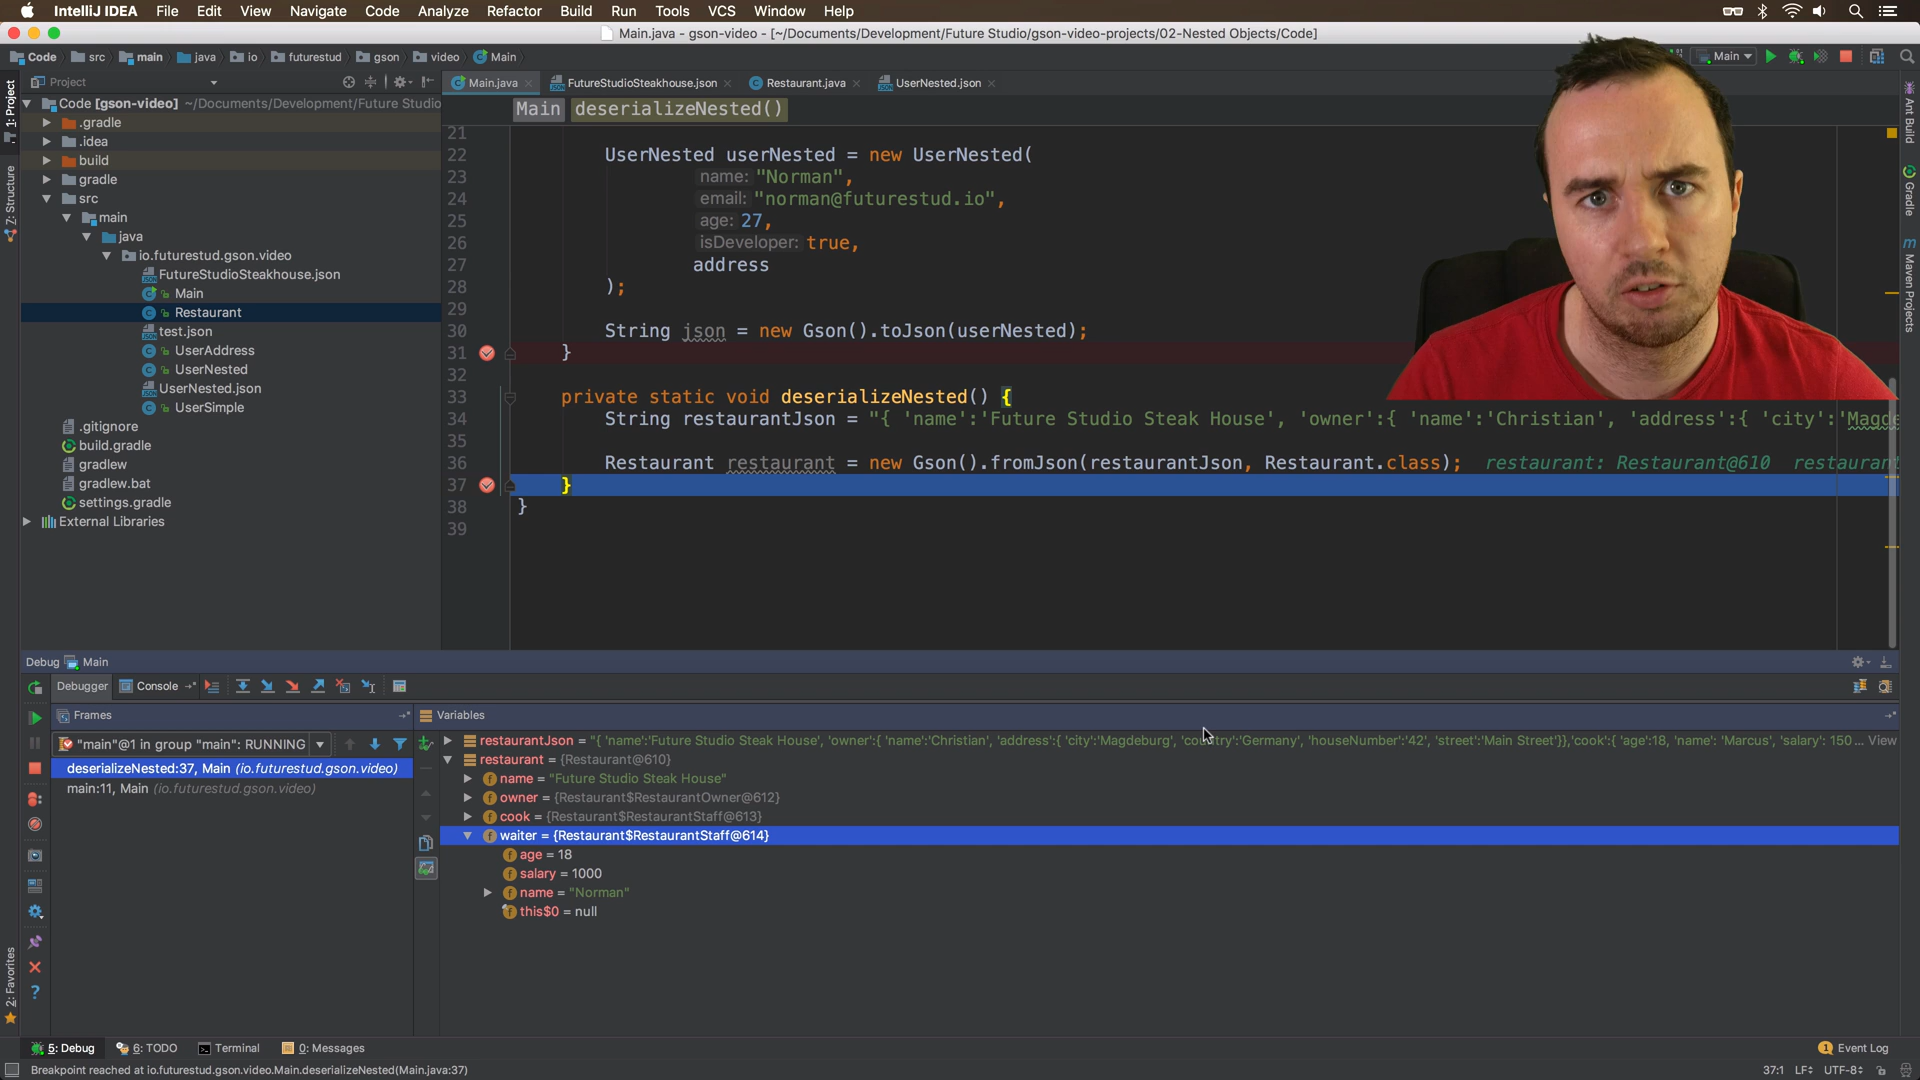 IntelliJ IDEA File Edit View Navigate Code Analyze Refactor Build Run Tools VCS Window Help
Main.java - gson-video - [~/Documents/Development/Future Studio/gson-video-projects/02-Nested Objects/Code]
Code src main java io futurestud gson video Main
Main
Project
Main.java FutureStudioSteakhouse.json Restaurant.java UserNested.json
1: Project
Z: Structure
2: Favorites
Ant Build
Gradle
Maven Projects
Code [gson-video] ~/Documents/Development/Future Studio
.gradle
.idea
build
gradle
src
main
java
io.futurestud.gson.video
FutureStudioSteakhouse.json
Main
Restaurant
test.json
UserAddress
UserNested
UserNested.json
UserSimple
.gitignore
build.gradle
gradlew
gradlew.bat
settings.gradle
External Libraries
Main deserializeNested()
21
22 UserNested userNested = new UserNested(
23 name: "Norman",
24 email: "norman@futurestud.io",
25 age: 27,
26 isDeveloper: true,
27 address
28 );
29
30 String json = new Gson().toJson(userNested);
31 }
32
33 private static void deserializeNested() {
34 String restaurantJson = "{ 'name':'Future Studio Steak House', 'owner':{ 'name':'Christian', 'address':{ 'city':'Magde
35
36 Restaurant restaurant = new Gson().fromJson(restaurantJson, Restaurant.class); restaurant: Restaurant@610 restaurant
37 }
38 }
39
Debug Main
Debugger Console
Frames
"main"@1 in group "main": RUNNING
deserializeNested:37, Main (io.futurestud.gson.video)
main:11, Main (io.futurestud.gson.video)
Variables
restaurantJson = "{ 'name':'Future Studio Steak House', 'owner':{ 'name':'Christian', 'address':{ 'city':'Magdeburg', 'country':'Germany', 'houseNumber':'42', 'street':'Main Street'}},'cook':{ 'age':18, 'name': 'Marcus', 'salary': 150 ... View
restaurant = {Restaurant@610}
name = "Future Studio Steak House"
owner = {Restaurant$RestaurantOwner@612}
cook = {Restaurant$RestaurantStaff@613}
waiter = {Restaurant$RestaurantStaff@614}
age = 18
salary = 1000
name = "Norman"
this$0 = null
5: Debug 6: TODO Terminal 0: Messages
1 Event Log
Breakpoint reached at io.futurestud.gson.video.Main.deserializeNested(Main.java:37)
37:1 LF UTF-8